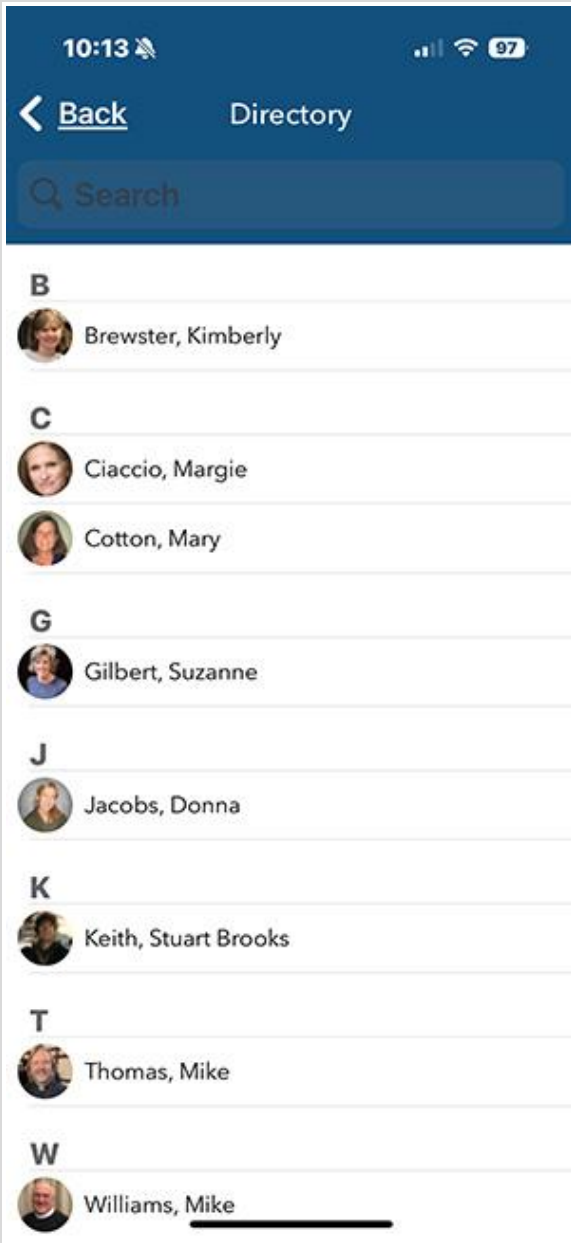 10:13
97
Back
Directory
Search
B
Brewster, Kimberly
C
Ciaccio, Margie
Cotton, Mary
G
Gilbert, Suzanne
J
Jacobs, Donna
K
Keith, Stuart Brooks
T
Thomas, Mike
W
Williams, Mike